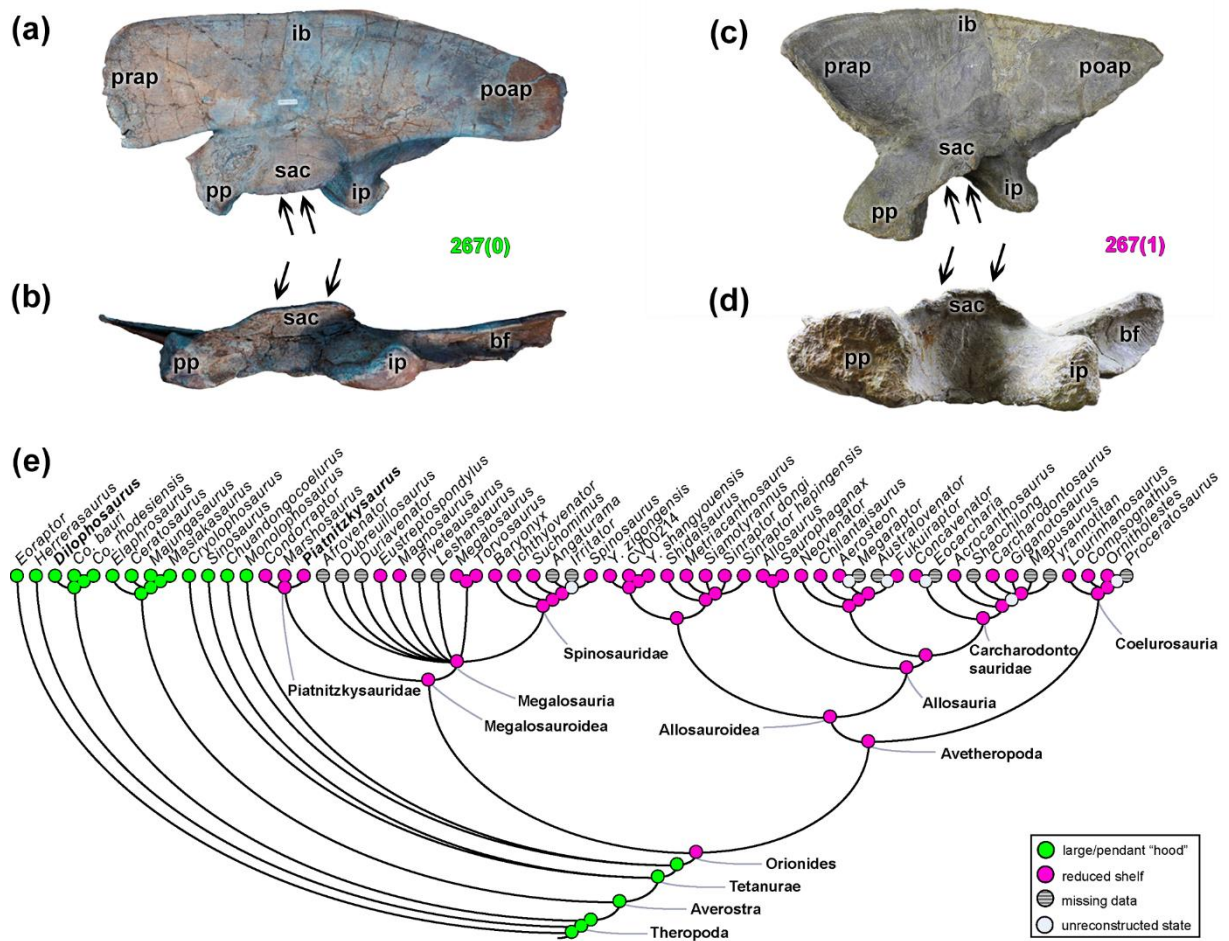 (a)
ib
prap
poap
sac
pp
ip
(c)
ib
prap
poap
sac
pp
ip
267(0)
267(1)
(b)
sac
pp
ip
bf
(d)
sac
pp
ip
bf
(e)
Eoraptor
Herrerasaurus
Dilophosaurus
C. bauri
Co. rhodesiensis
Elaphrosaurus
Ceratosaurus
Majungasaurus
Masiakasaurus
Cryolophosaurus
Sinosaurus
Chuandongocoelurus
Monolophosaurus
Condorraptor
Marshosaurus
Piatnitzkysaurus
Afrovenator
Dubreuillosaurus
Duriavenator
Eustreptospondylus
Magnosaurus
Piveteausaurus
Leshansaurus
Megalosaurus
Torvosaurus
Baryonyx
Ichthyovenator
Suchomimus
Angaturama
Irritator
Spinosaurus
Y. zigongensis
CV00214
Y. shangyouensis
Shidaisaurus
Metriacanthosaurus
Siamotyrannus
Sinraptor dongi
Sinraptor hepingensis
Allosaurus
Saurophaganax
Neovenator
Chilantaisaurus
Aerosteon
Megaraptor
Australovenator
Fukuiraptor
Concavenator
Eocarcharia
Acrocanthosaurus
Shaochilong
Carcharodontosaurus
Giganotosaurus
Mapusaurus
Tyrannotitan
Lourinhanosaurus
Compsognathus
Ornitholestes
Proceratosaurus
Spinosauridae
Carcharodonto
sauridae
Coelurosauria
Piatnitzkysauridae
Megalosauria
Megalosauroidea
Allosauria
Allosauroidea
Avetheropoda
Orionides
Tetanurae
Averostra
Theropoda
large/pendant "hood"
reduced shelf
missing data
unreconstructed state